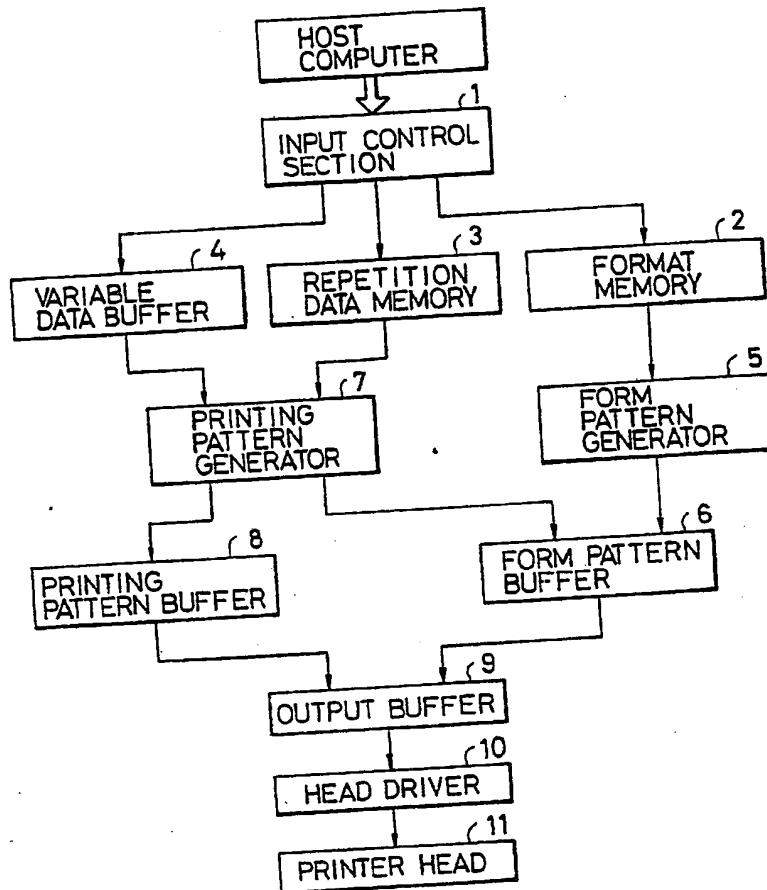 HOST
COMPUTER
1
INPUT CONTROL
SECTION
4
VARIABLE
DATA BUFFER
3
REPETITION
DATA MEMORY
2
FORMAT
MEMORY
7
PRINTING
PATTERN
GENERATOR
5
FORM
PATTERN
GENERATOR
8
PRINTING
PATTERN BUFFER
6
FORM PATTERN
BUFFER
9
OUTPUT BUFFER
10
HEAD DRIVER
11
PRINTER HEAD